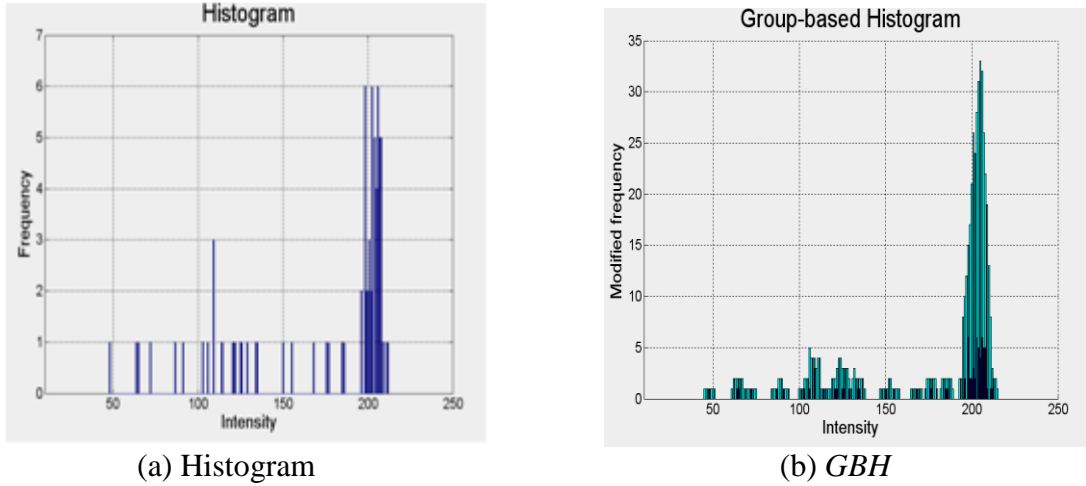 Histogram
7
6
5
4
3
2
1
0
Frequency
50 100 150 200 250
Intensity
(a) Histogram
Group-based Histogram
35
30
25
20
15
10
5
0
Modified frequency
50 100 150 200 250
Intensity
(b) GBH